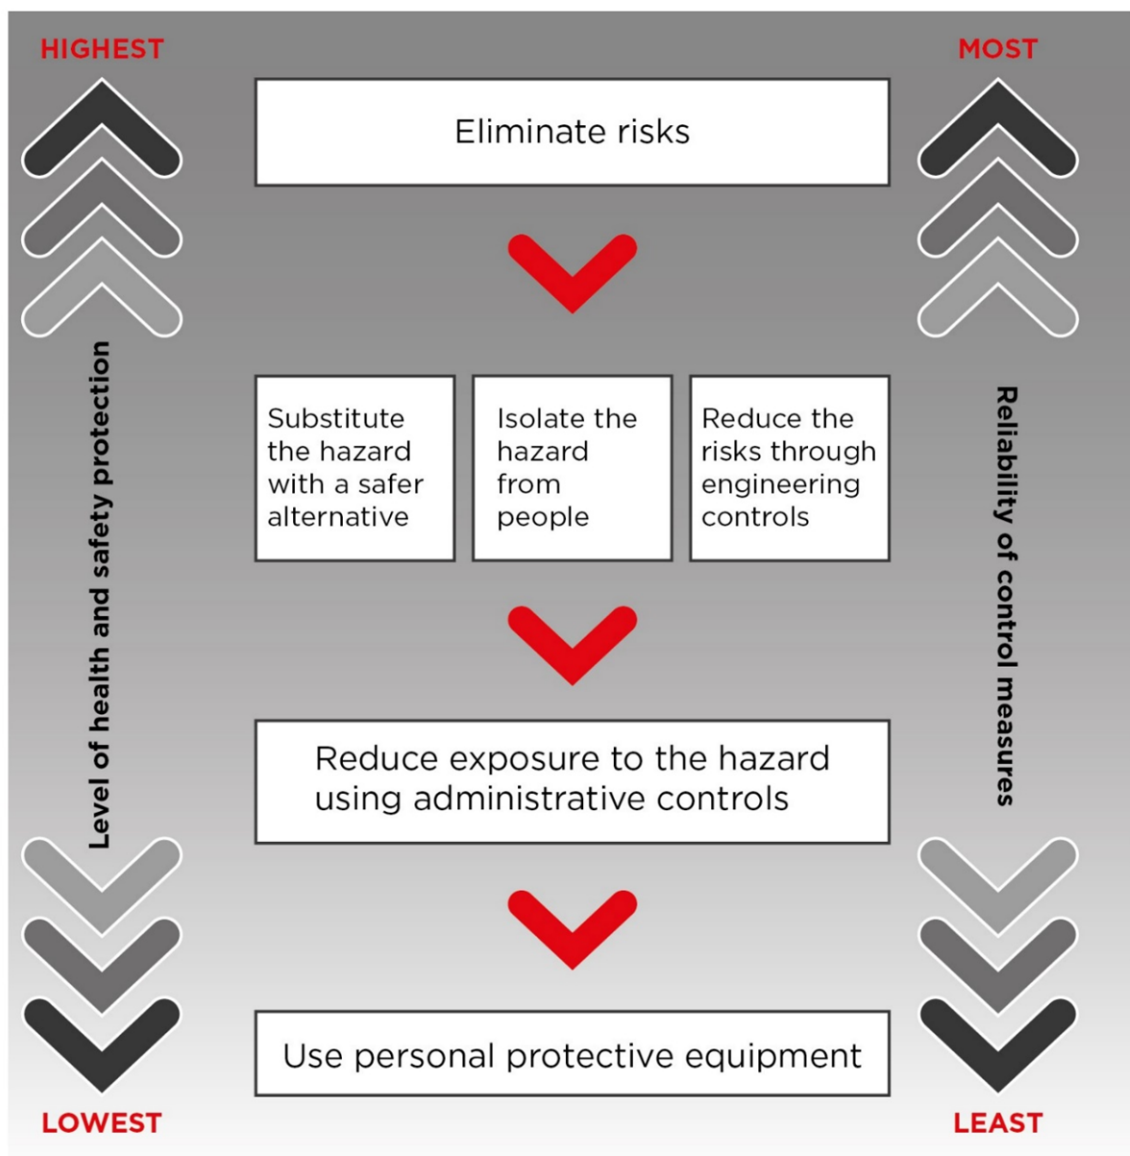 HIGHEST
MOST
Eliminate risks
Substitute
the hazard
with a safer
alternative
Isolate the
hazard
from
people
Reduce the
risks through
engineering
controls
Level of health and safety protection
Reliability of control measures
Reduce exposure to the hazard
using administrative controls
Use personal protective equipment
LOWEST
LEAST